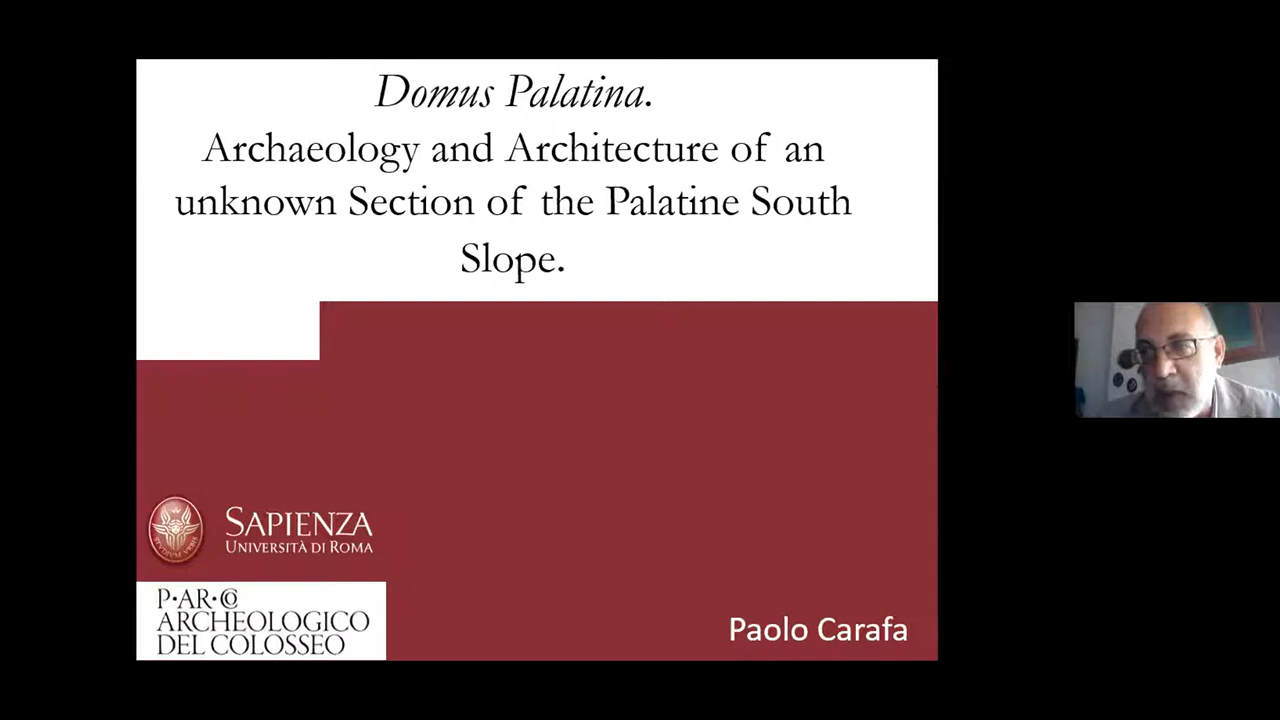 Domus Palatina.
Archaeology and Architecture of an
unknown Section of the Palatine South
Slope.
SAPIENZA
UNIVERSITÀ DI ROMA
P·AR·CO
ARCHEOLOGICO
DEL COLOSSEO
Paolo Carafa